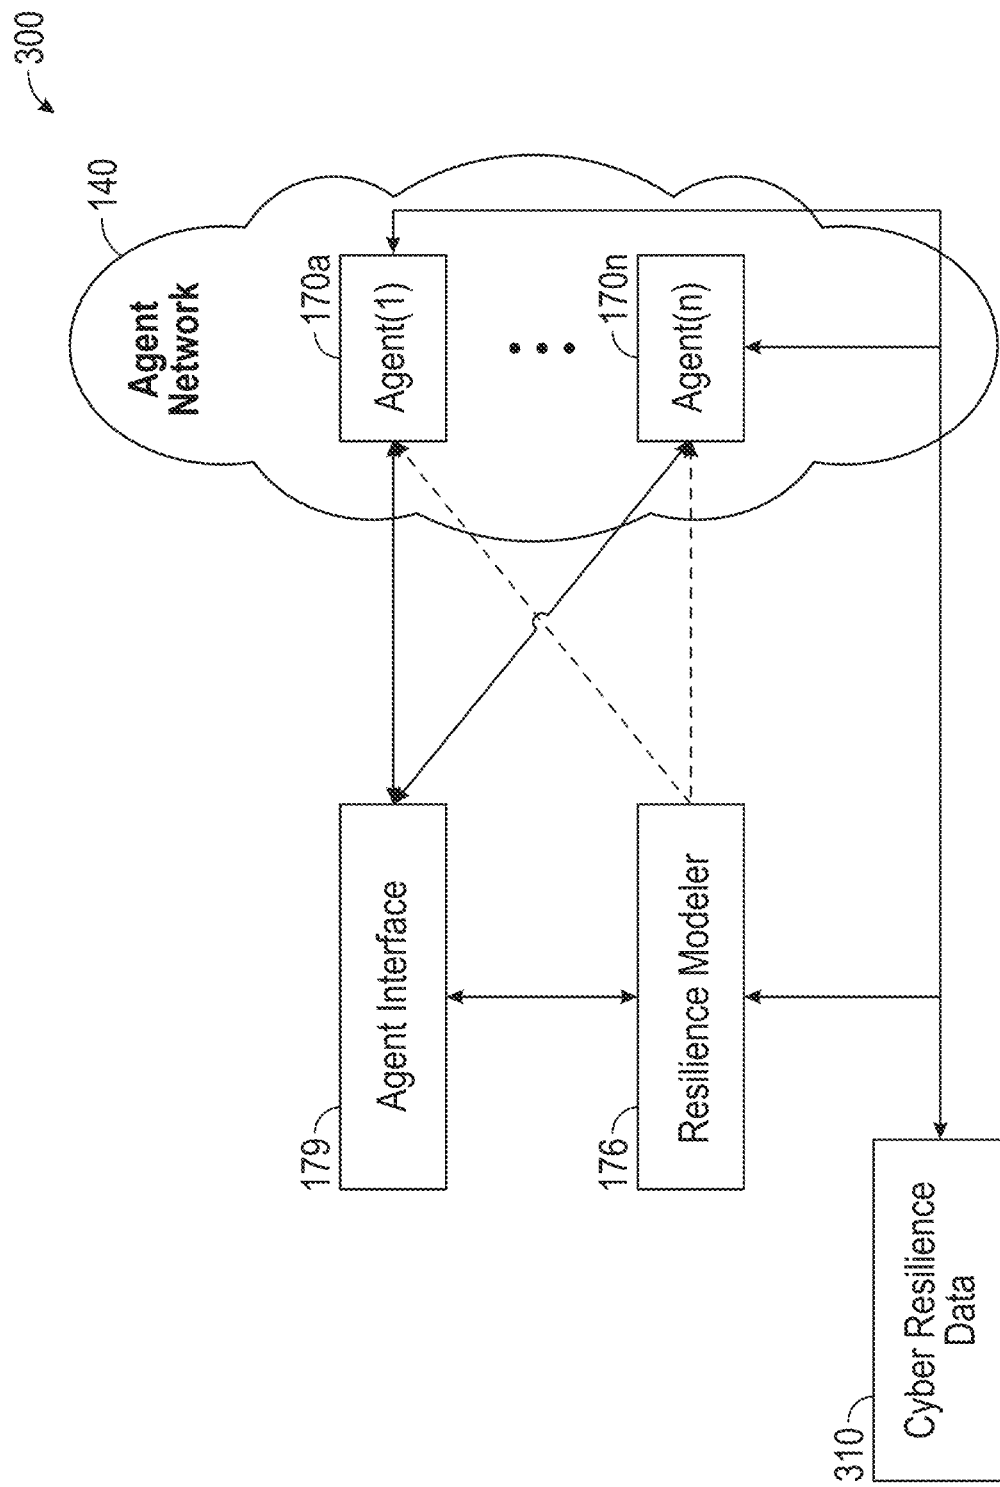 300
140
Agent
Network
179
Agent Interface
170a
Agent(1)
176
Resilience Modeler
170n
Agent(n)
310
Cyber Resilience
Data